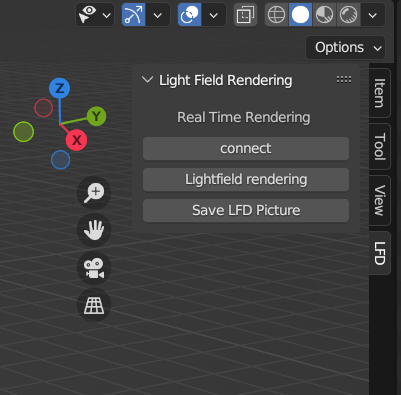 Options
Light Field Rendering
Real Time Rendering
connect
Lightfield rendering
Save LFD Picture
Item
Tool
View
LFD
Z
Y
X